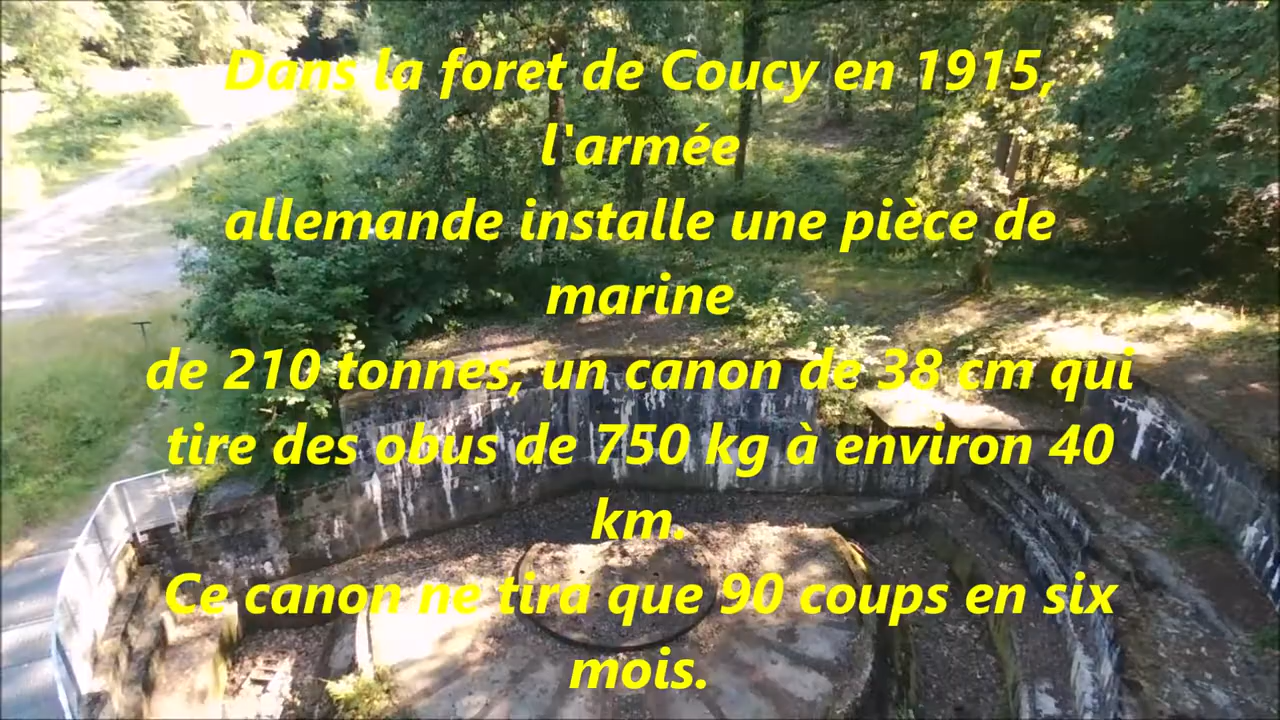 Dans la foret de Coucy en 1915,
l'armée
allemande installe une pièce de
marine
de 210 tonnes, un canon de 38 cm qui
tire des obus de 750 kg à environ 40
km.
Ce canon ne tira que 90 coups en six
mois.